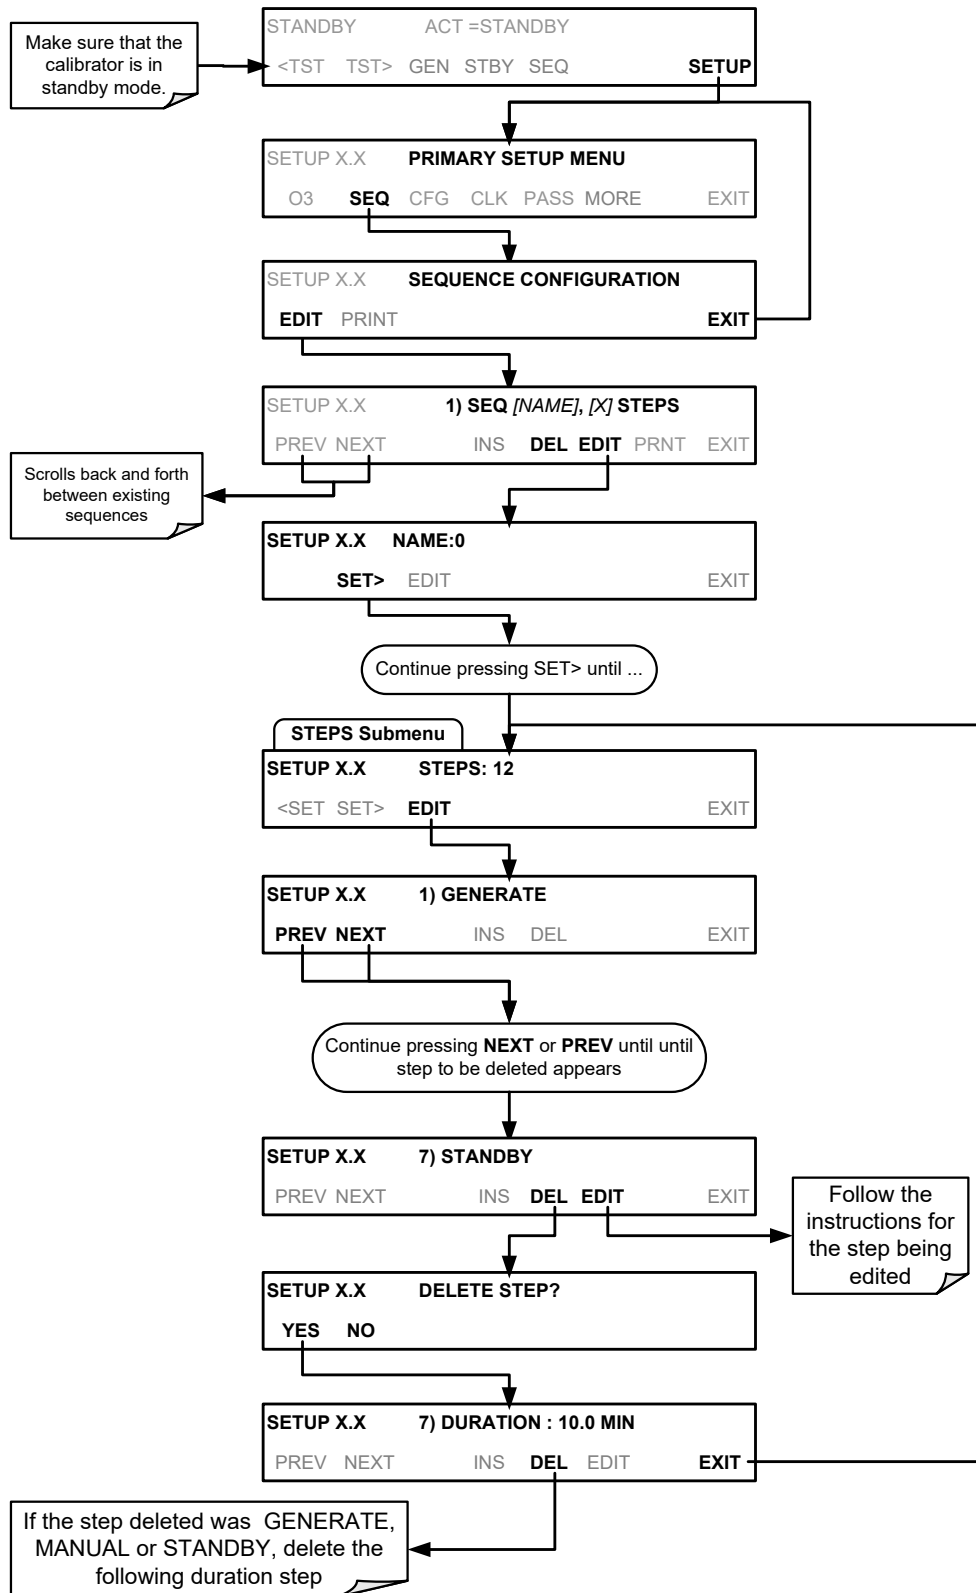 STANDBY ACT =STANDBY
Make sure that the
calibrator is in
standby mode.
<TST TST> GEN STBY SEQ SETUP
SETUP X.X PRIMARY SETUP MENU
O3 SEQ CFG CLK PASS MORE EXIT
SETUP X.X SEQUENCE CONFIGURATION
EDIT PRINT EXIT
SETUP X.X 1) SEQ [NAME], [X] STEPS
PREV NEXT INS DEL EDIT PRNT EXIT
Scrolls back and forth
between existing
sequences
SETUP X.X NAME:0
SET> EDIT EXIT
Continue pressing SET> until ...
STEPS Submenu
SETUP X.X STEPS: 12
<SET SET> EDIT EXIT
SETUP X.X 1) GENERATE
PREV NEXT INS DEL EXIT
Continue pressing NEXT or PREV until until
step to be deleted appears
SETUP X.X 7) STANDBY
PREV NEXT INS DEL EDIT EXIT
Follow the
instructions for
the step being
edited
SETUP X.X DELETE STEP?
YES NO
SETUP X.X 7) DURATION : 10.0 MIN
PREV NEXT INS DEL EDIT EXIT
If the step deleted was GENERATE,
MANUAL or STANDBY, delete the
following duration step